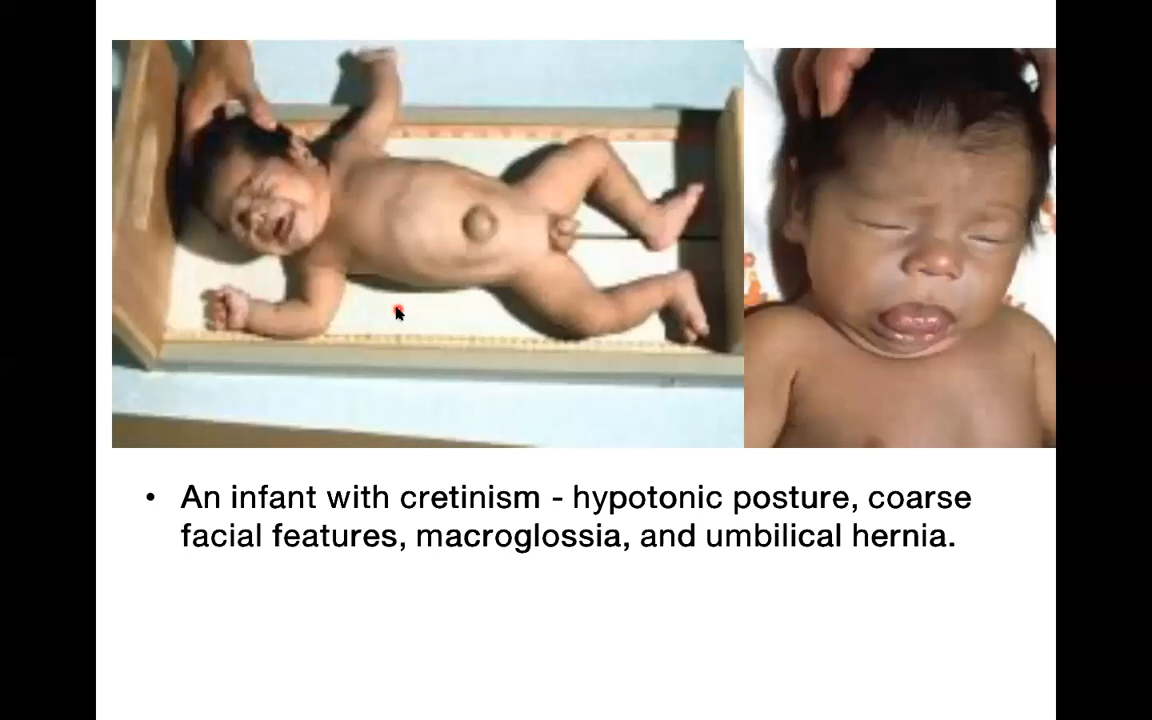 • An infant with cretinism - hypotonic posture, coarse
facial features, macroglossia, and umbilical hernia.